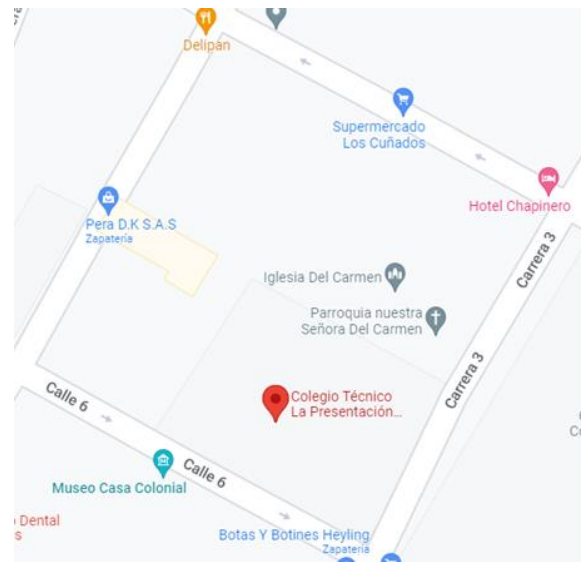 Delipan
Supermercado
Los Cuñados
Hotel Chapinero
Pera D.K S.A.S
Zapatería
Carrera 3
Iglesia Del Carmen
Parroquia nuestra
Señora Del Carmen
Carrera 3
Calle 6
Colegio Técnico
La Presentación...
Calle 6
Museo Casa Colonial
Dental
s
Botas Y Botines Heyling
Zapatería